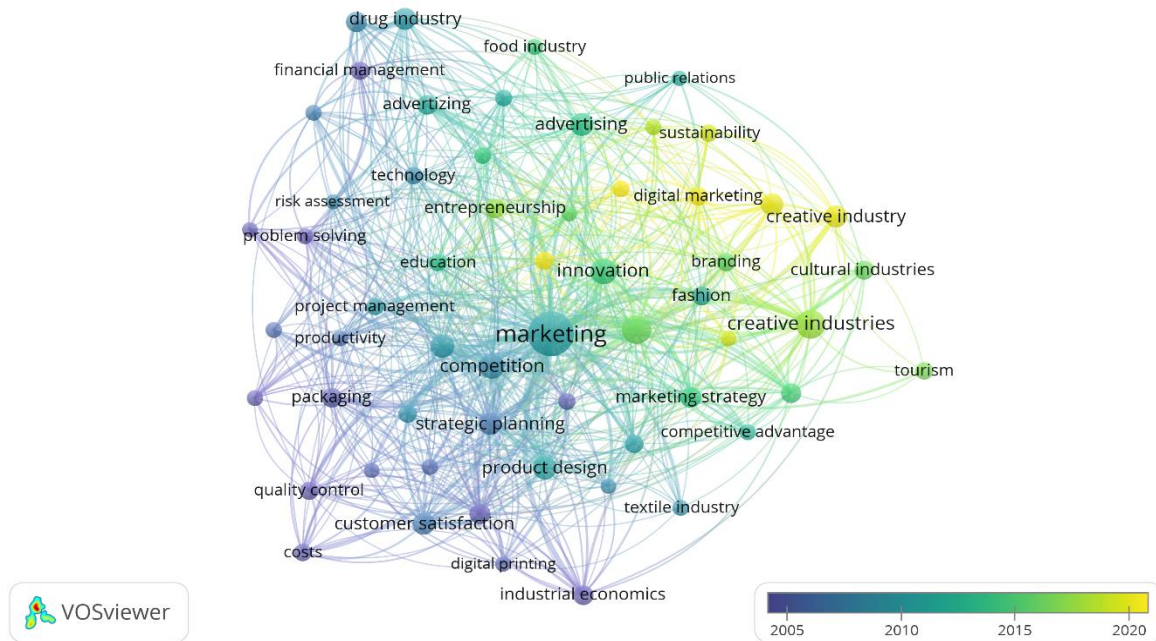 drug industry
food industry
financial management
public relations
advertizing
advertising
sustainability
technology
risk assessment
digital marketing
entrepreneurship
creative industry
problem solving
education
innovation
branding
cultural industries
fashion
project management
creative industries
marketing
productivity
competition
tourism
packaging
marketing strategy
strategic planning
competitive advantage
product design
quality control
textile industry
customer satisfaction
costs
digital printing
industrial economics
VOSviewer
2005 2010 2015 2020